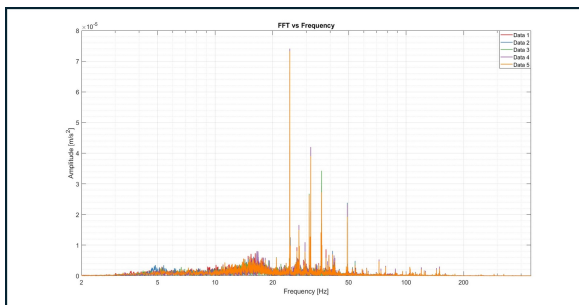 FFT vs Frequency
×10⁻⁵
8
7
6
5
4
3
2
1
0
Amplitude [m/s²]
2 5 10 20 50 100 200
Frequency [Hz]
Data 1
Data 2
Data 3
Data 4
Data 5